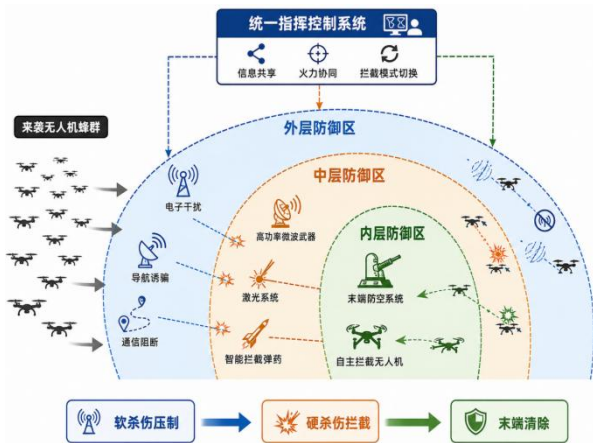 统一指挥控制系统
信息共享
火力协同
拦截模式切换
来袭无人机蜂群
外层防御区
电子干扰
导航诱骗
通信阻断
中层防御区
高功率微波武器
激光系统
智能拦截弹药
内层防御区
末端防空系统
自主拦截无人机
软杀伤压制
硬杀伤拦截
末端清除